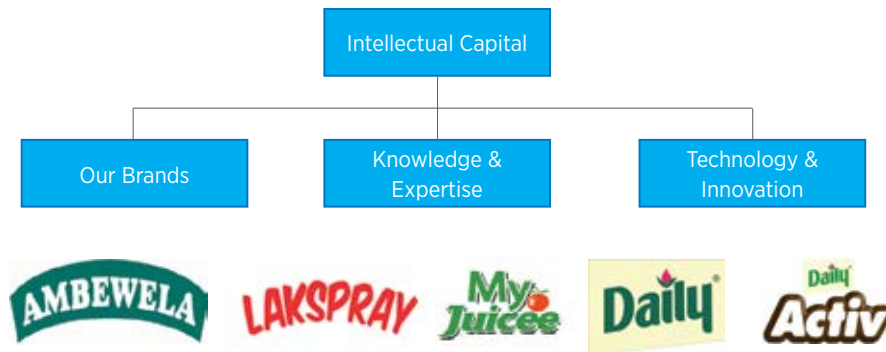 Intellectual Capital
Our Brands
Knowledge &
Expertise
Technology &
Innovation
AMBEWELA
LAKSPRAY
My
Juicee
Daily®
Daily
Activ